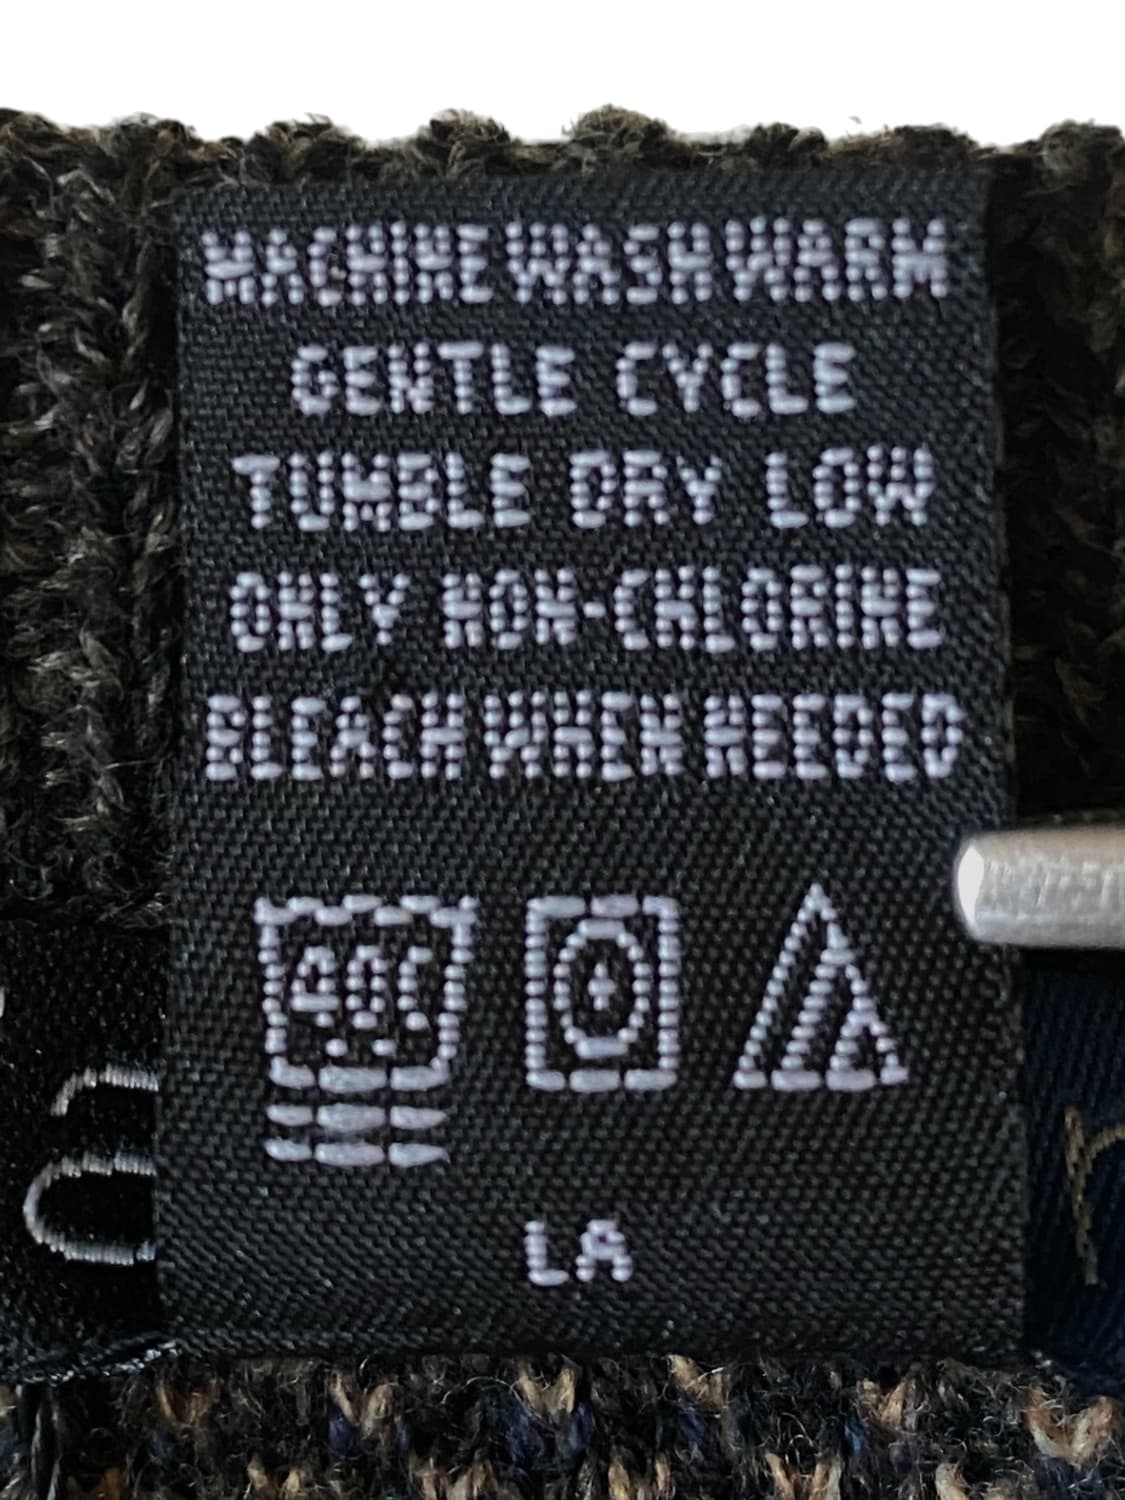 MACHINE WASH WARM
GENTLE CYCLE
TUMBLE DRY LOW
ONLY NON-CHLORINE
BLEACH WHEN NEEDED
40C
LA